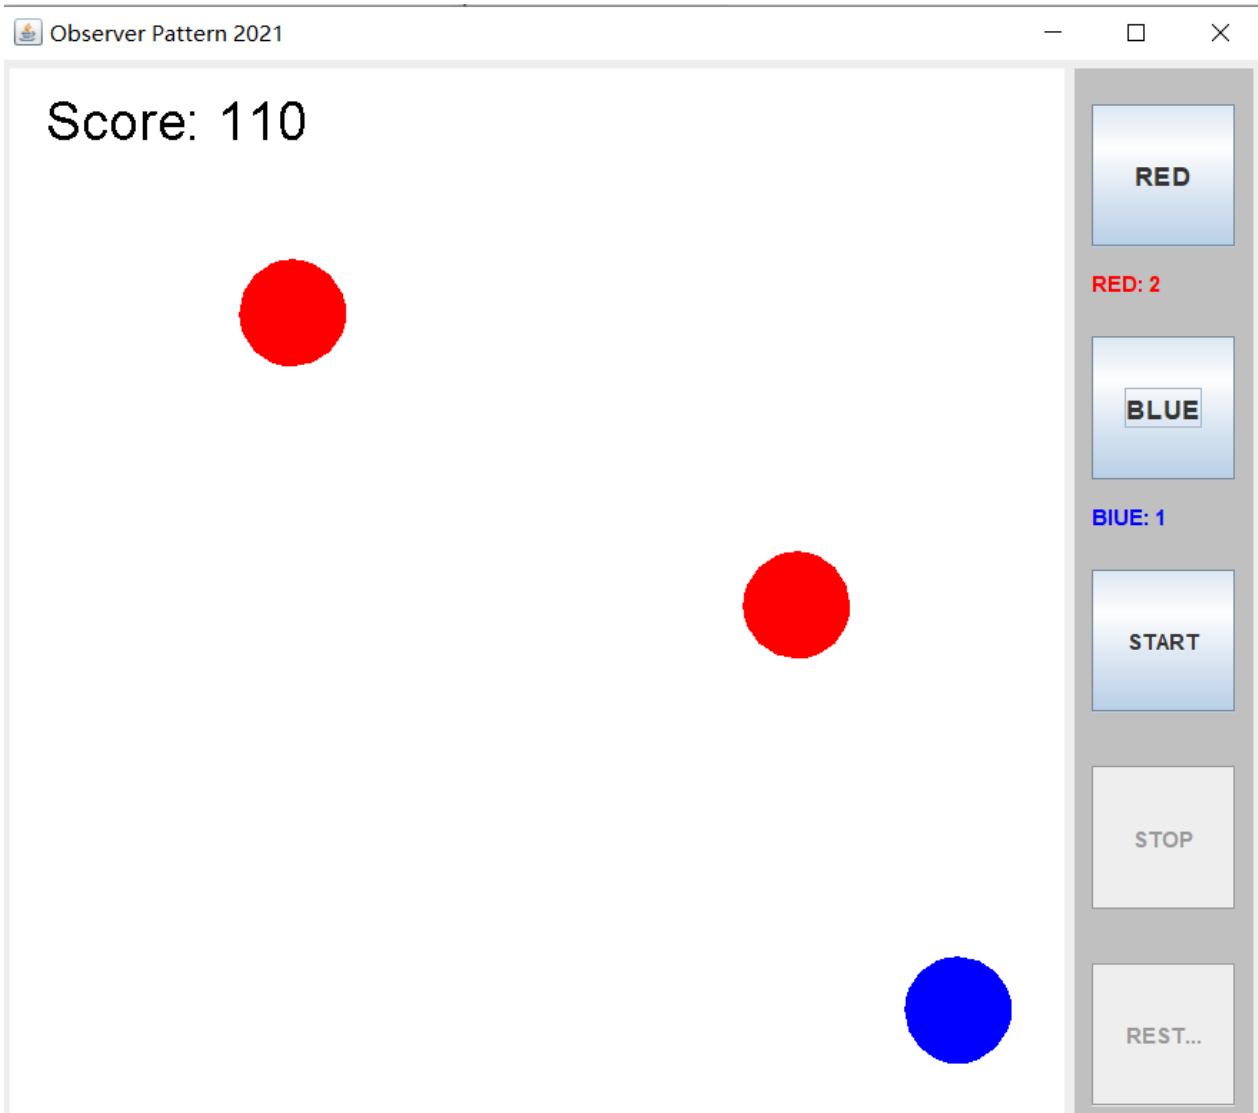 Observer Pattern 2021
Score: 110
RED
RED: 2
BLUE
BIUE: 1
START
STOP
REST...